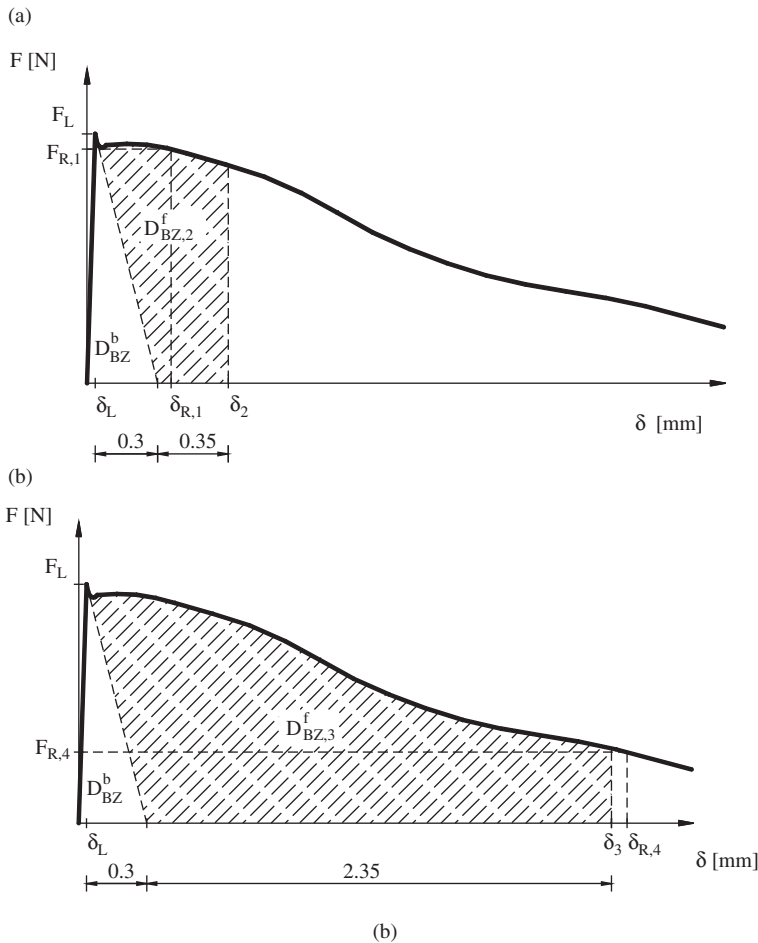 (a)
F [N]
F_L
F_R,1
D^f_BZ,2
D^b_BZ
δ_L
δ_R,1
δ_2
δ [mm]
0.3
0.35
(b)
F [N]
F_L
D^f_BZ,3
F_R,4
D^b_BZ
δ_L
δ_3
δ_R,4
δ [mm]
0.3
2.35
(b)